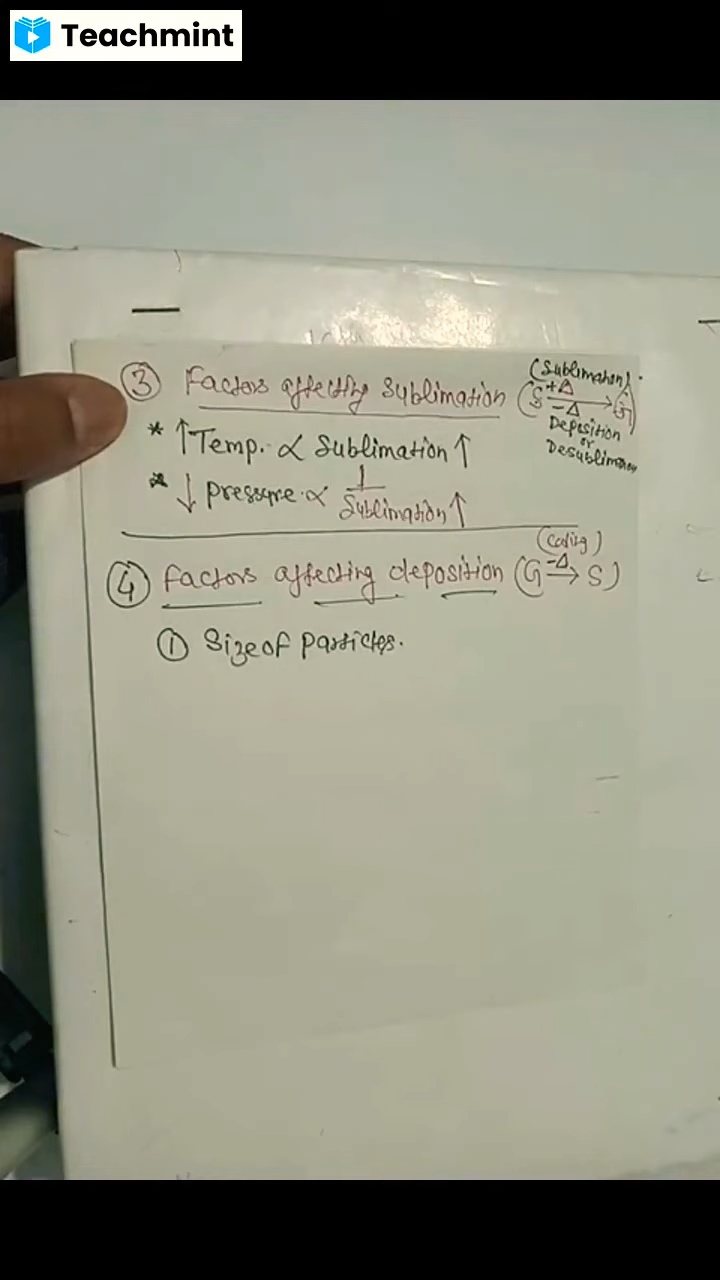 Teachmint
③ Factors affecting Sublimation (S +Δ ⟶ -Δ G)
(Sublimation)
Deposition
or
Desublimation
* ↑Temp. ∝ Sublimation ↑
* ↓ pressure ∝ 1/Sublimation ↑
④ Factors affecting deposition (G -Δ⟶ S)
① Size of Particles.